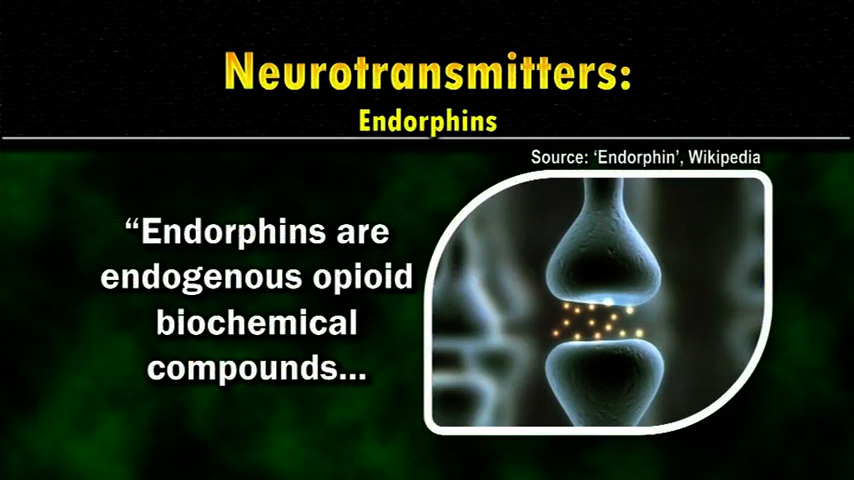 Neurotransmitters:
Endorphins
Source: ‘Endorphin’, Wikipedia
“Endorphins are
endogenous opioid
biochemical
compounds...